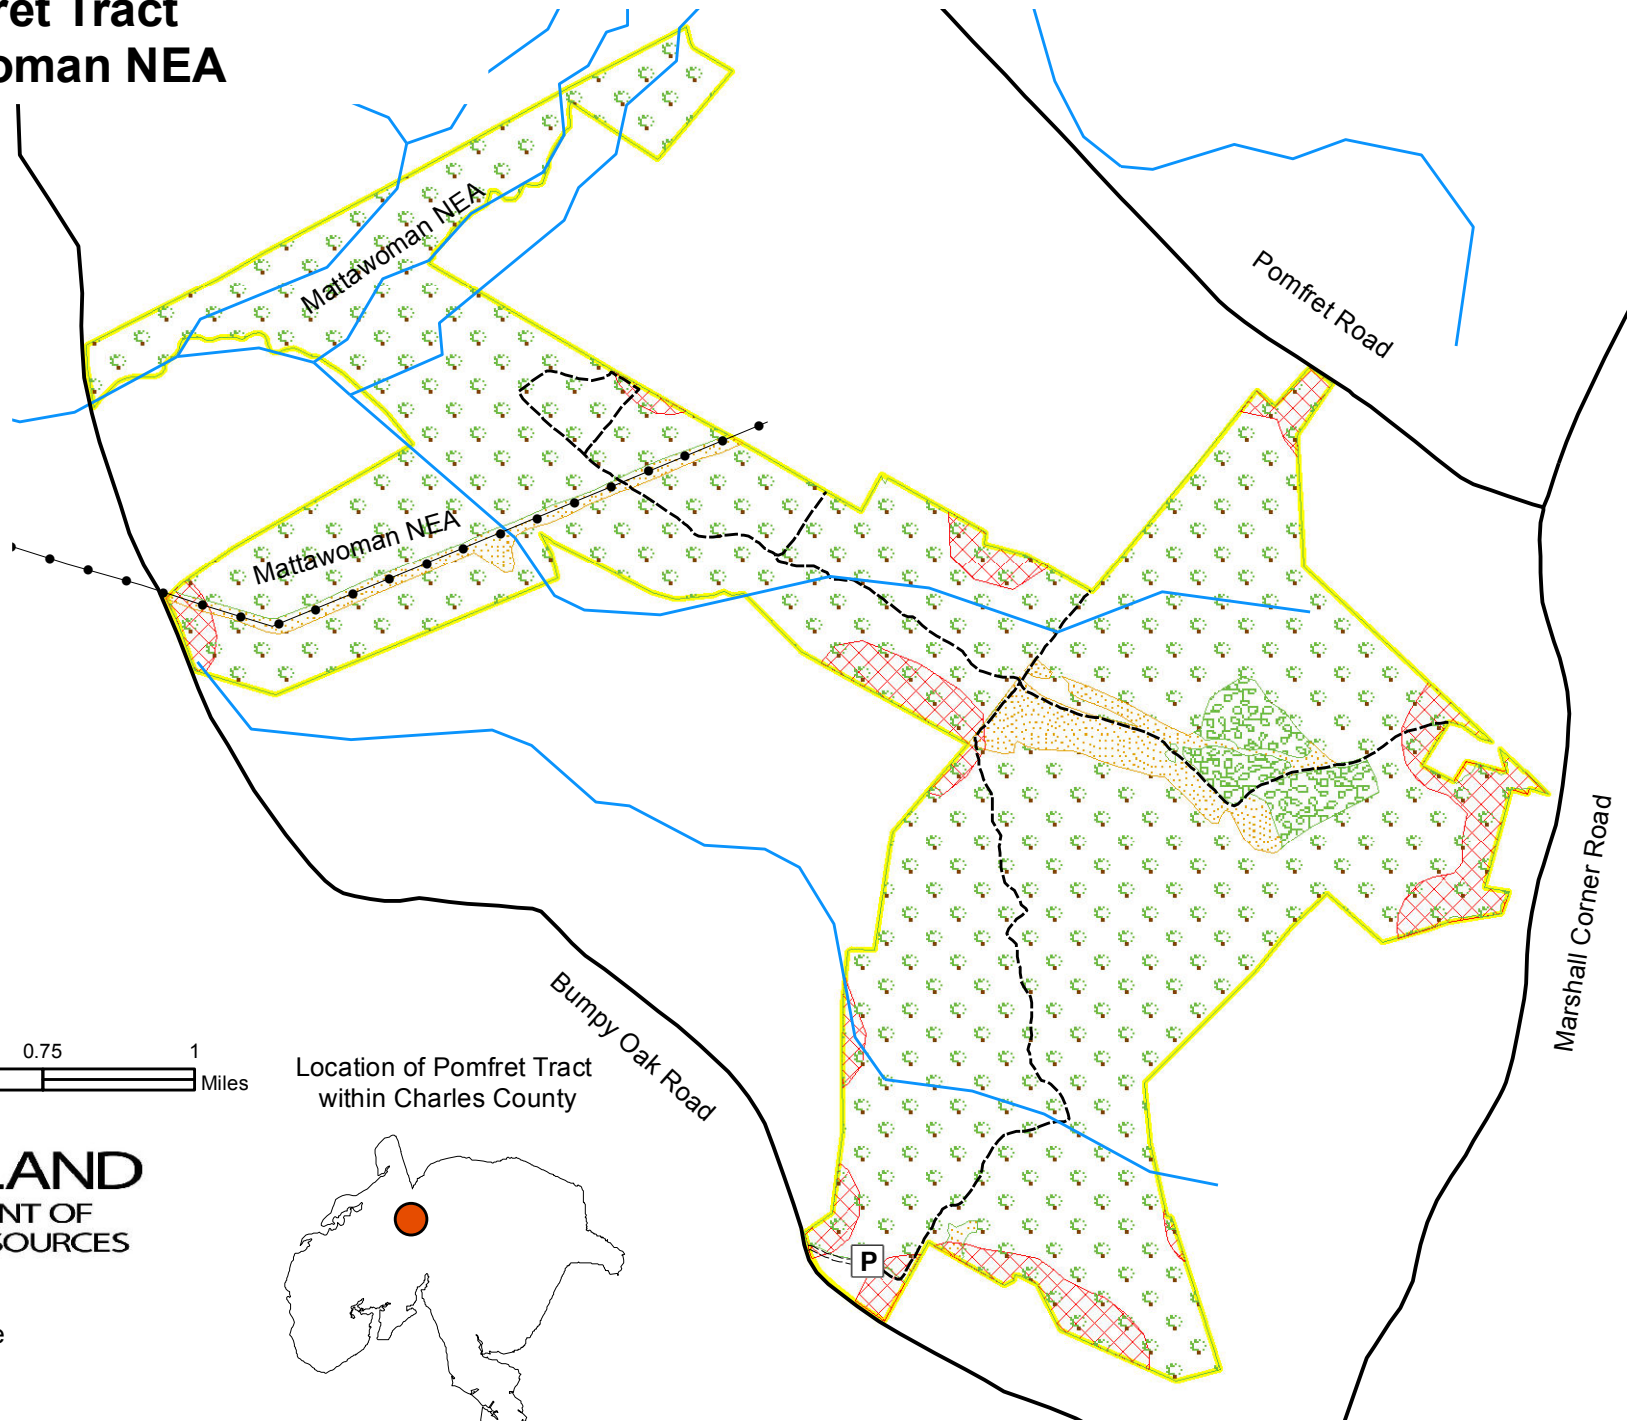 ret Tract
oman NEA
Mattawoman NEA
Pomfret Road
Mattawoman NEA
Marshall Corner Road
Bumpy Oak Road
0.75 1
Miles
Location of Pomfret Tract
within Charles County
LAND
NT OF
SOURCES
P
e